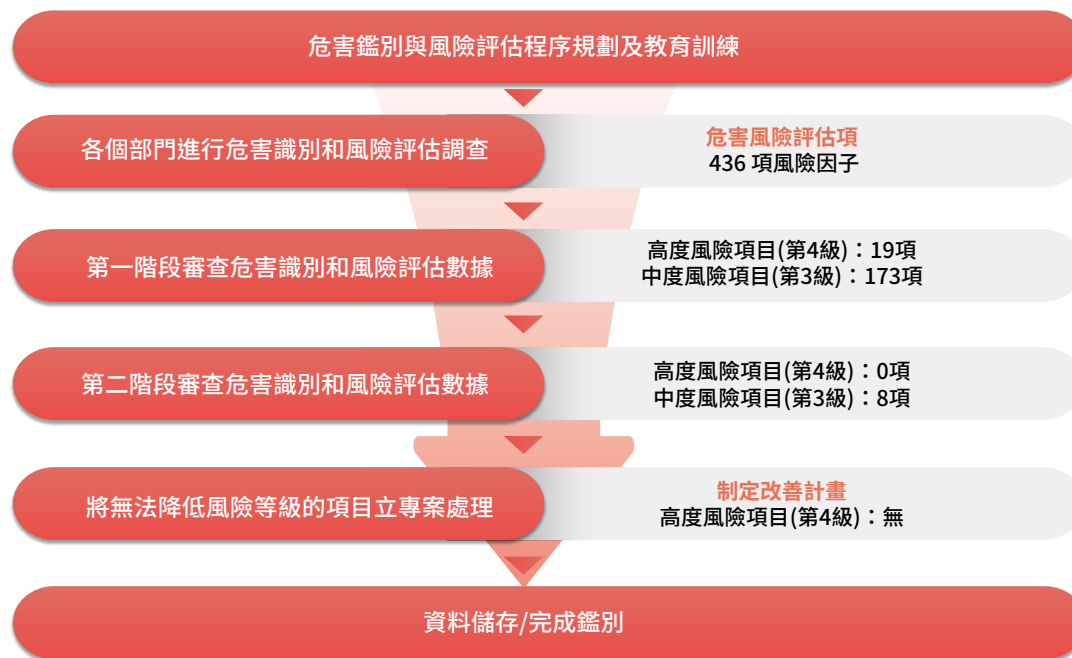 危害鑑別與風險評估程序規劃及教育訓練
各個部門進行危害識別和風險評估調查
危害風險評估項
436 項風險因子
第一階段審查危害識別和風險評估數據
高度風險項目(第4級)：19項
中度風險項目(第3級)：173項
第二階段審查危害識別和風險評估數據
高度風險項目(第4級)：0項
中度風險項目(第3級)：8項
將無法降低風險等級的項目立專案處理
制定改善計畫
高度風險項目(第4級)：無
資料儲存/完成鑑別